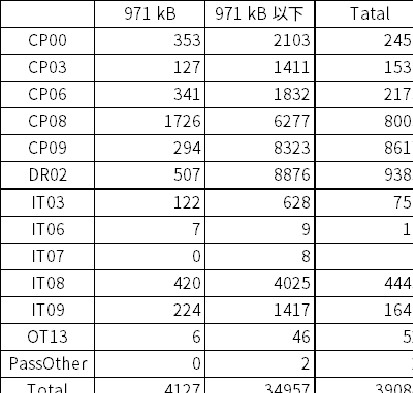 971 kB 971 kB 以下 Tatal
CP00 353 2103 245
CP03 127 1411 153
CP06 341 1832 217
CP08 1726 6277 800
CP09 294 8323 861
DR02 507 8876 938
IT03 122 628 75
IT06 7 9 1
IT07 0 8
IT08 420 4025 444
IT09 224 1417 164
OT13 6 46 5
PassOther 0 2
Total 4127 34957 3908